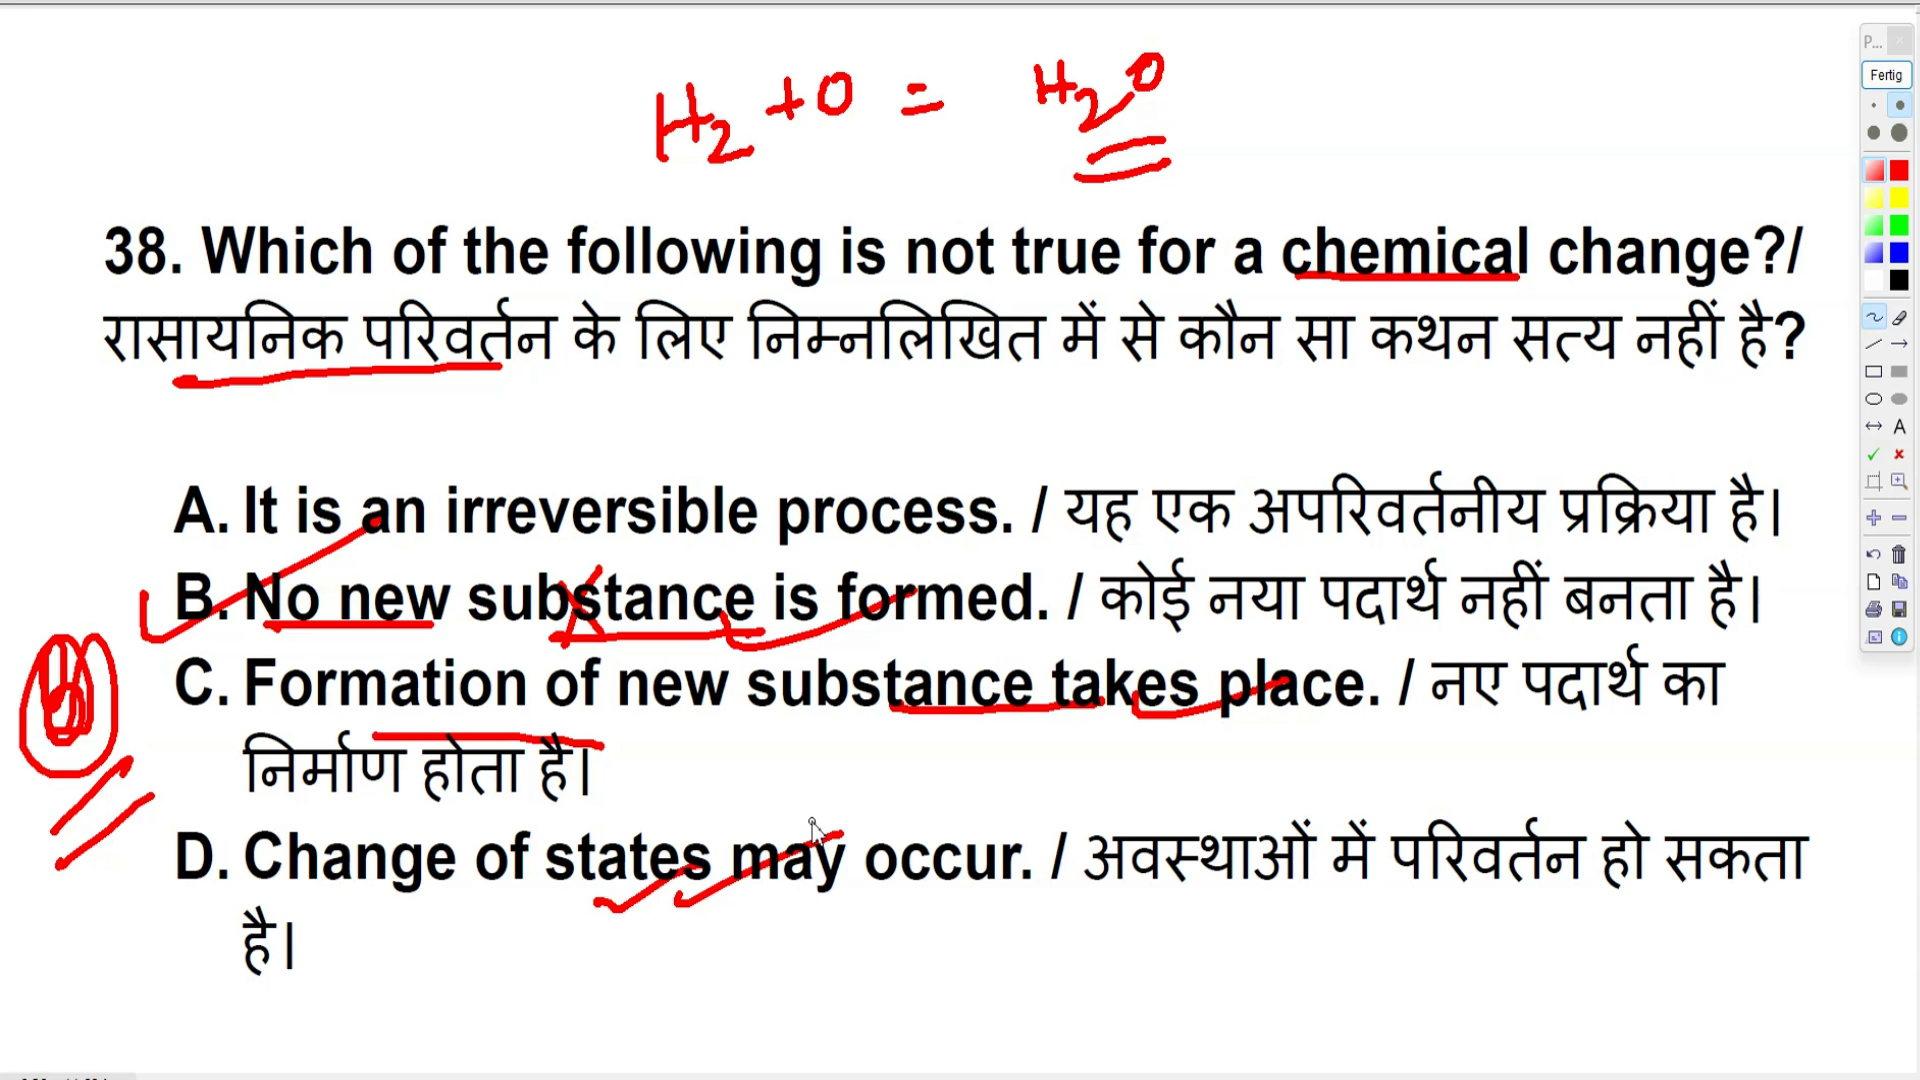 H2 + O = H2O
P...
Fertig
38. Which of the following is not true for a chemical change?/
रासायनिक परिवर्तन के लिए निम्नलिखित में से कौन सा कथन सत्य नहीं है?
A. It is an irreversible process. / यह एक अपरिवर्तनीय प्रक्रिया है।
B. No new substance is formed. / कोई नया पदार्थ नहीं बनता है।
C. Formation of new substance takes place. / नए पदार्थ का
निर्माण होता है।
D. Change of states may occur. / अवस्थाओं में परिवर्तन हो सकता
है।